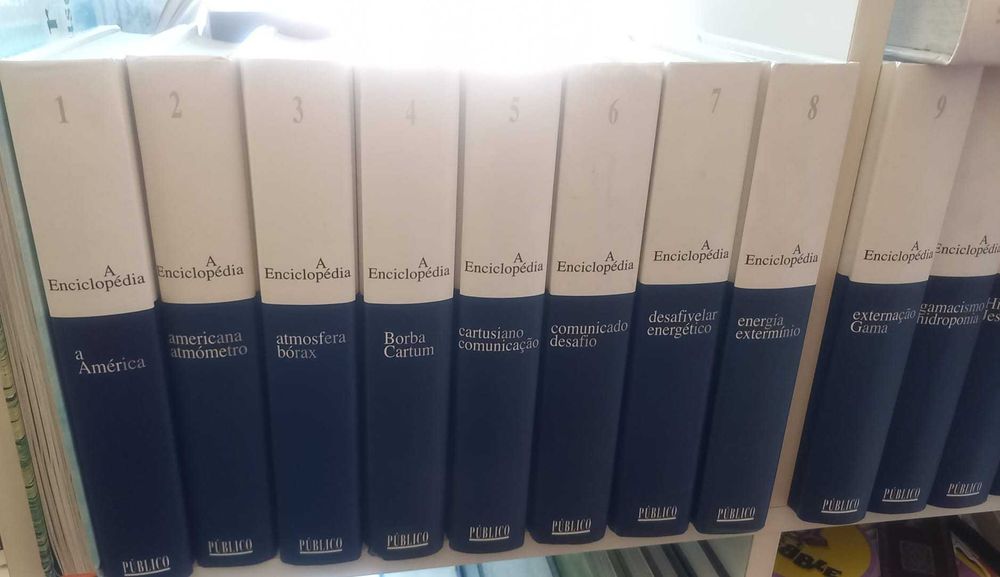 1
A
Enciclopédia
a
América
PÚBLICO
2
A
Enciclopédia
americana
atmómetro
PÚBLICO
3
A
Enciclopédia
atmosfera
bórax
PÚBLICO
4
A
Enciclopédia
Borba
Cartum
PÚBLICO
5
A
Enciclopédia
cartusiano
comunicação
PÚBLICO
6
A
Enciclopédia
comunicado
desafio
PÚBLICO
7
A
Enciclopédia
desafivelar
energético
PÚBLICO
8
A
Enciclopédia
energia
extermínio
PÚBLICO
9
A
Enciclopédia
externação
Gama
PÚBLICO
A
Enciclopédia
gamacismo
hidroponia
PÚBLICO
PÚBLICO